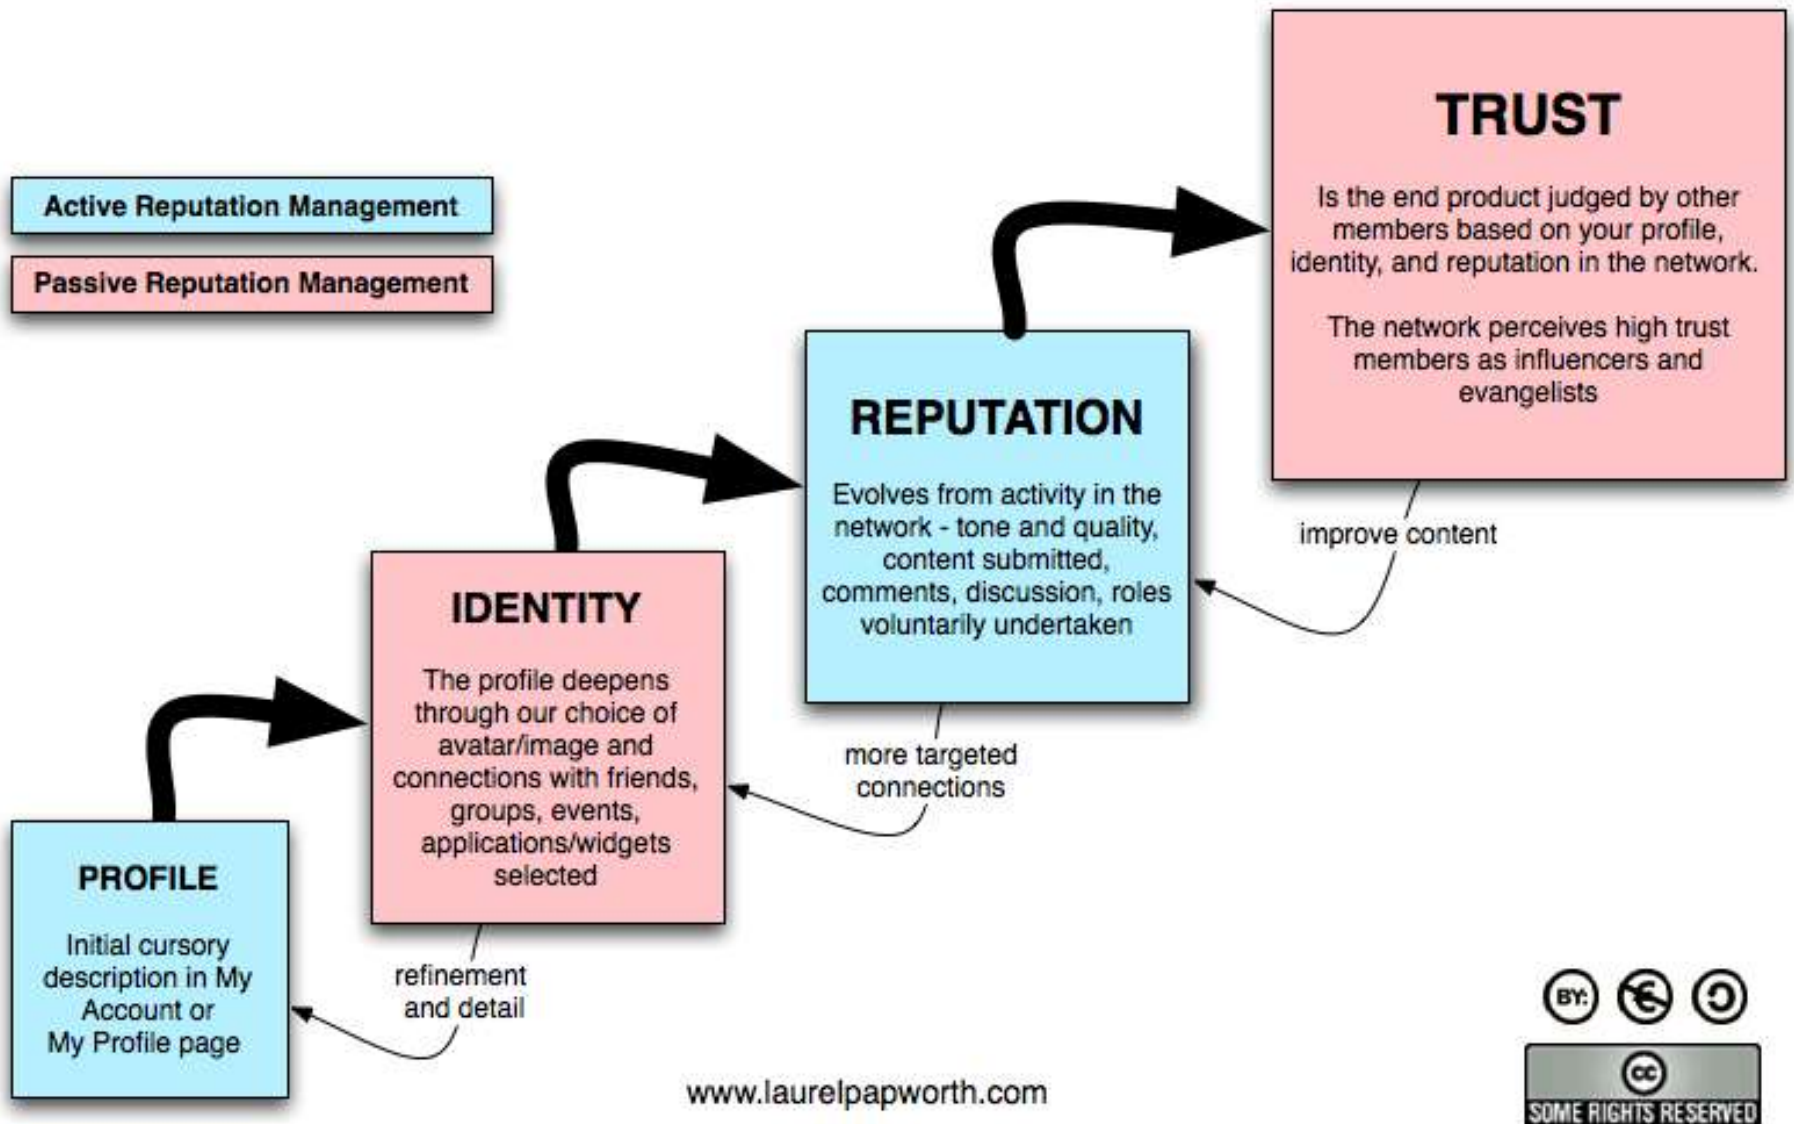 Active Reputation Management
Passive Reputation Management
TRUST
Is the end product judged by other
members based on your profile,
identity, and reputation in the network.
The network perceives high trust
members as influencers and
evangelists
improve content
REPUTATION
Evolves from activity in the
network - tone and quality,
content submitted,
comments, discussion, roles
voluntarily undertaken
more targeted
connections
IDENTITY
The profile deepens
through our choice of
avatar/image and
connections with friends,
groups, events,
applications/widgets
selected
refinement
and detail
PROFILE
Initial cursory
description in My
Account or
My Profile page
www.laurelpapworth.com
BY:
cc
SOME RIGHTS RESERVED